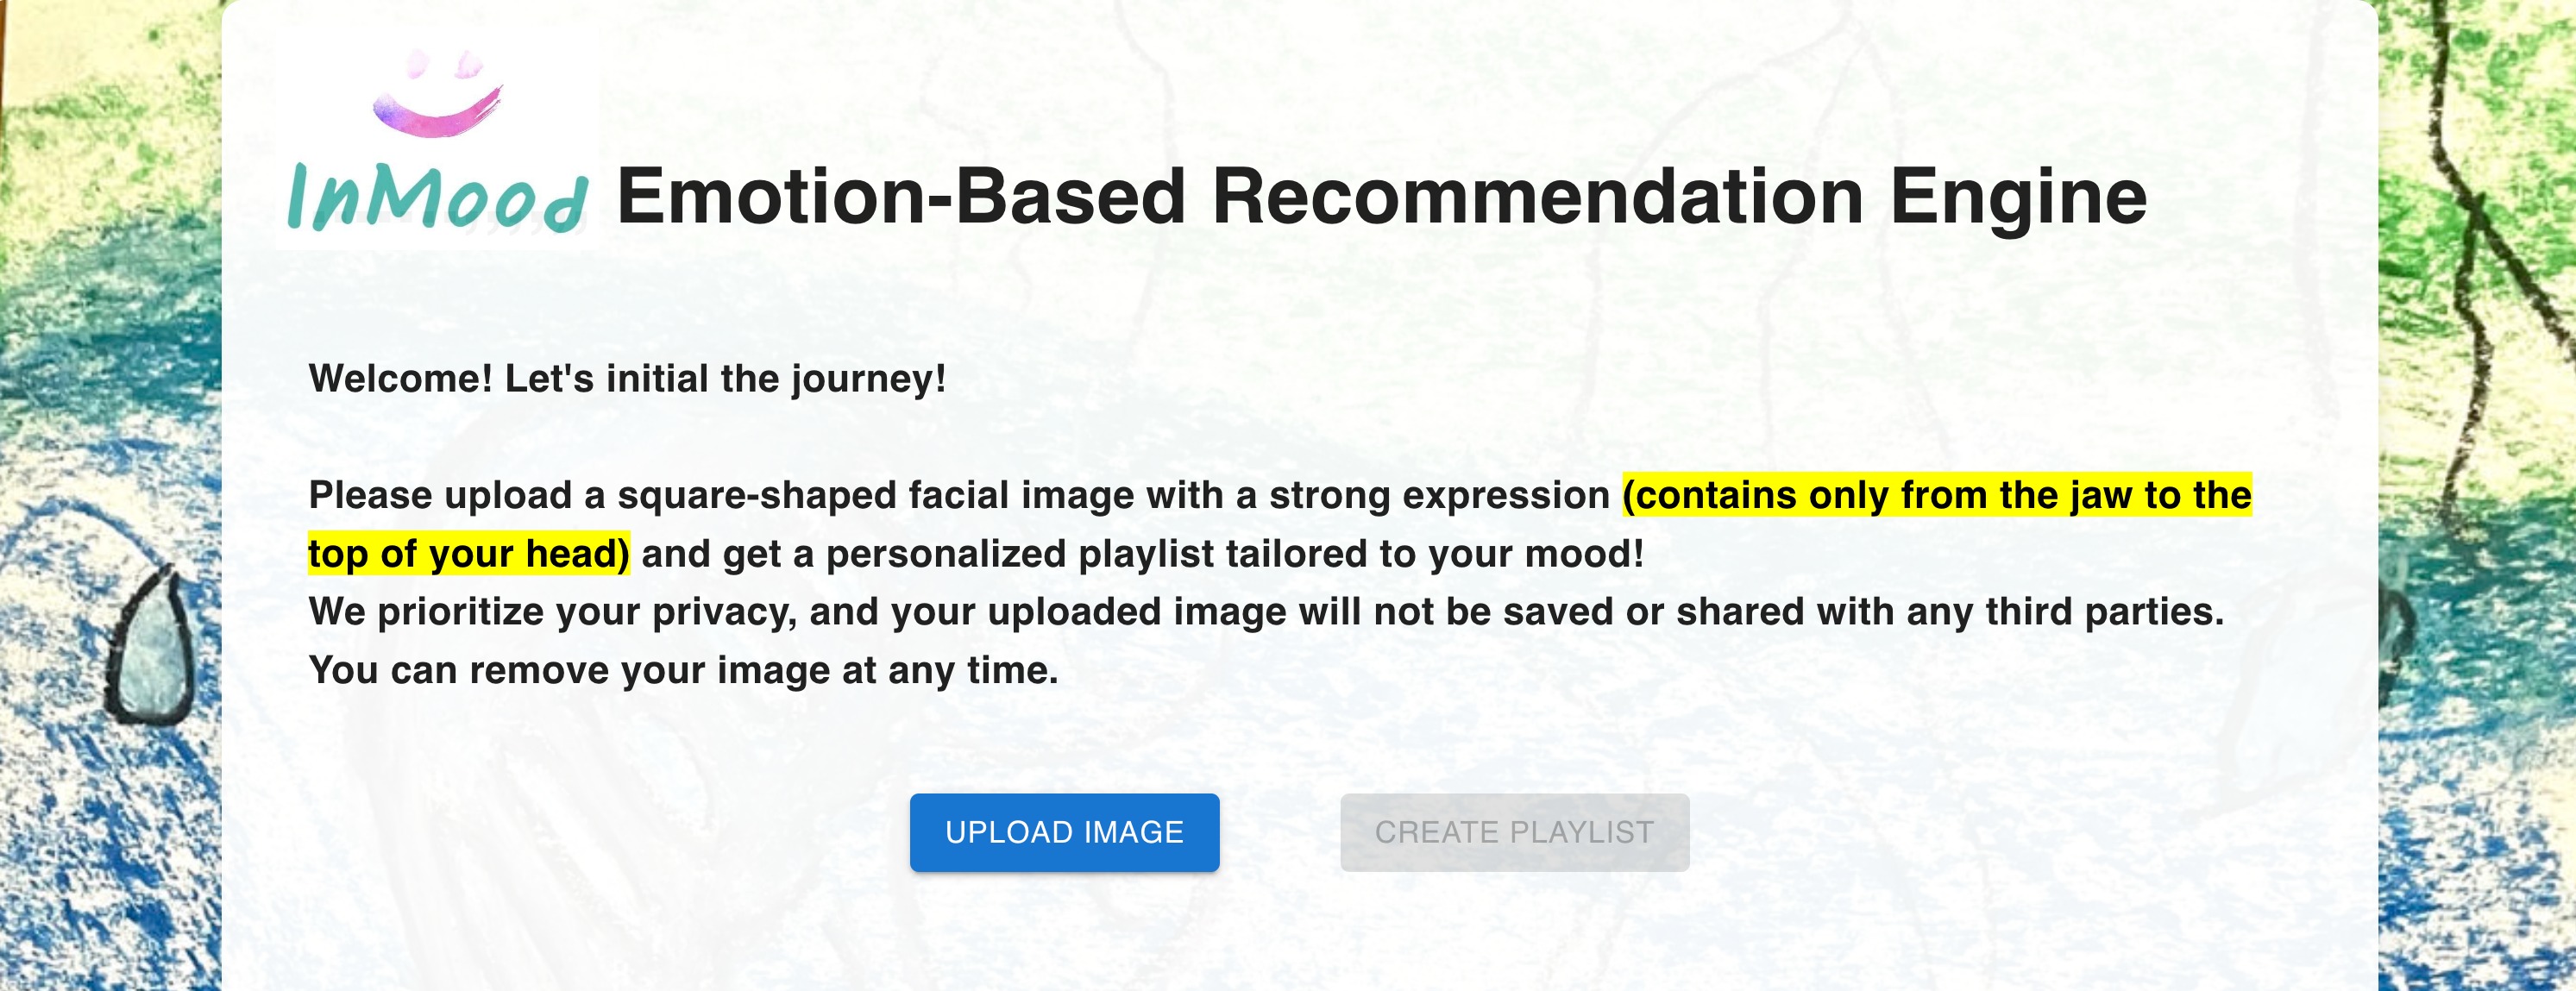 InMood Emotion-Based Recommendation Engine
Welcome! Let's initial the journey!
Please upload a square-shaped facial image with a strong expression (contains only from the jaw to the
top of your head) and get a personalized playlist tailored to your mood!
We prioritize your privacy, and your uploaded image will not be saved or shared with any third parties.
You can remove your image at any time.
UPLOAD IMAGE CREATE PLAYLIST